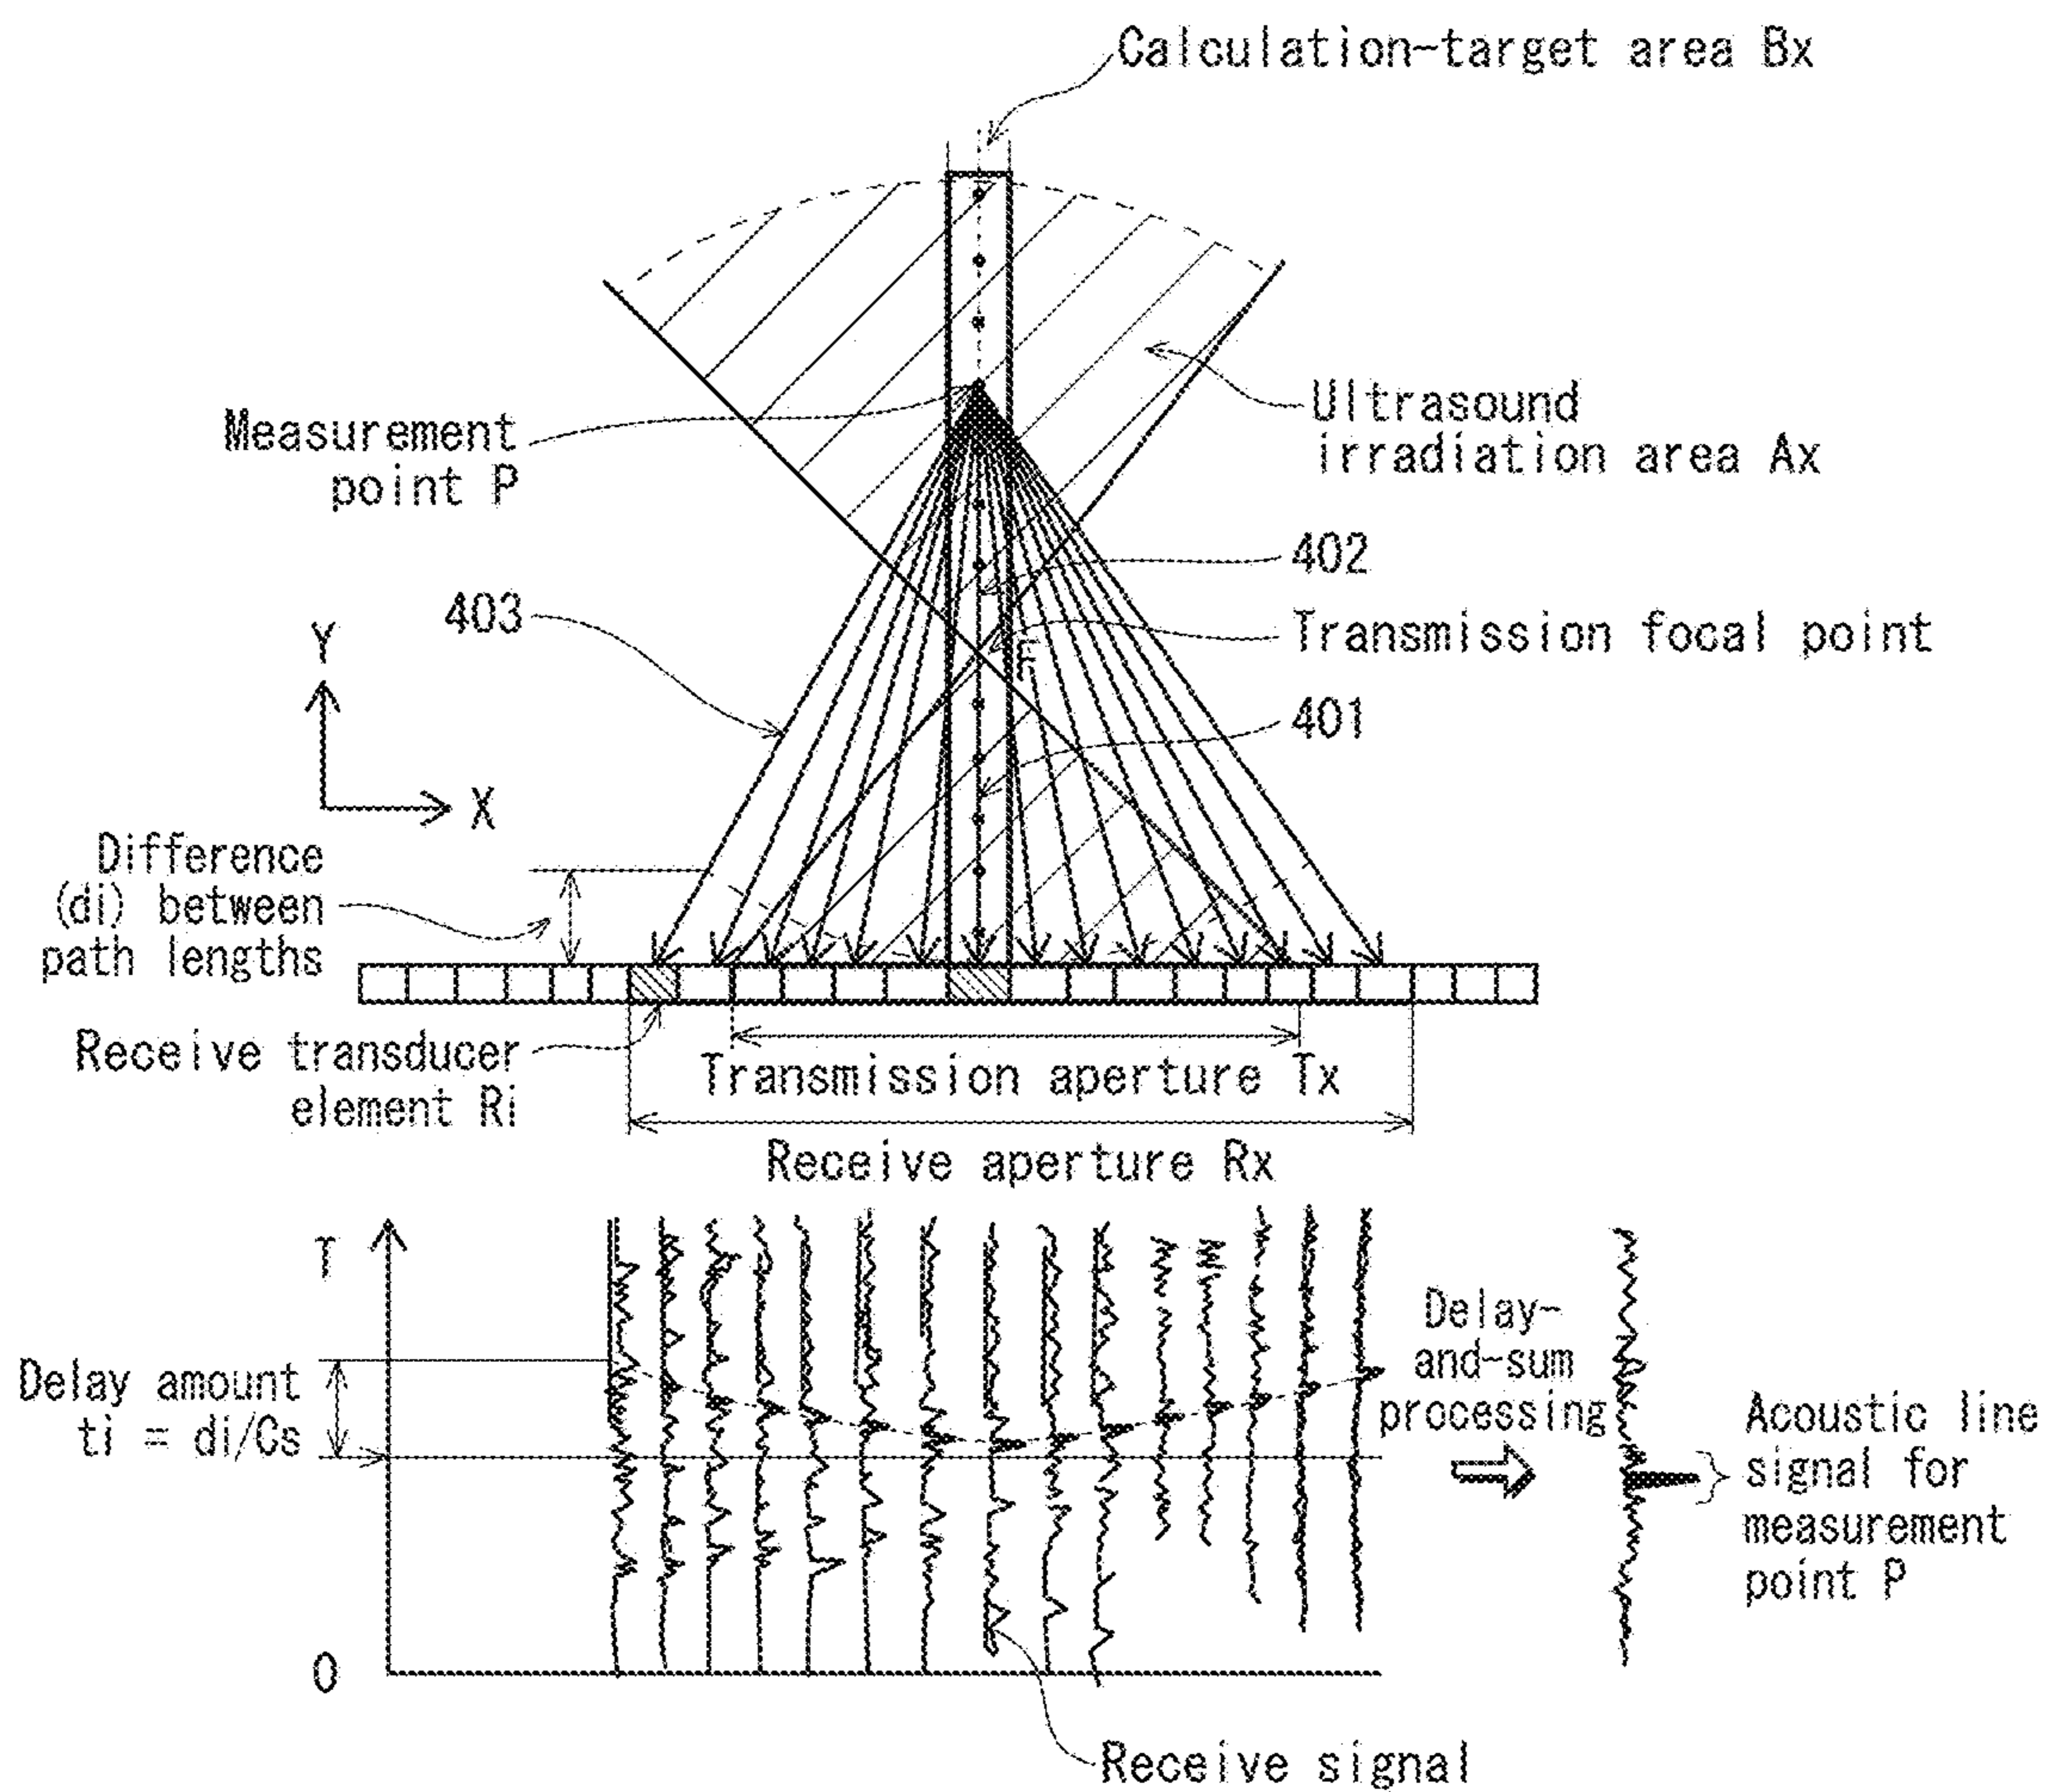 Calculation-target area Bx
Measurement
point P
Ultrasound
irradiation area Ax
402
403
Transmission focal point
F
401
Y
X
Difference
(di) between
path lengths
Receive transducer
element Ri
Transmission aperture Tx
Receive aperture Rx
T
Delay-
and-sum
processing
Delay amount
ti = di/Cs
Acoustic line
signal for
measurement
point P
0
Receive signal